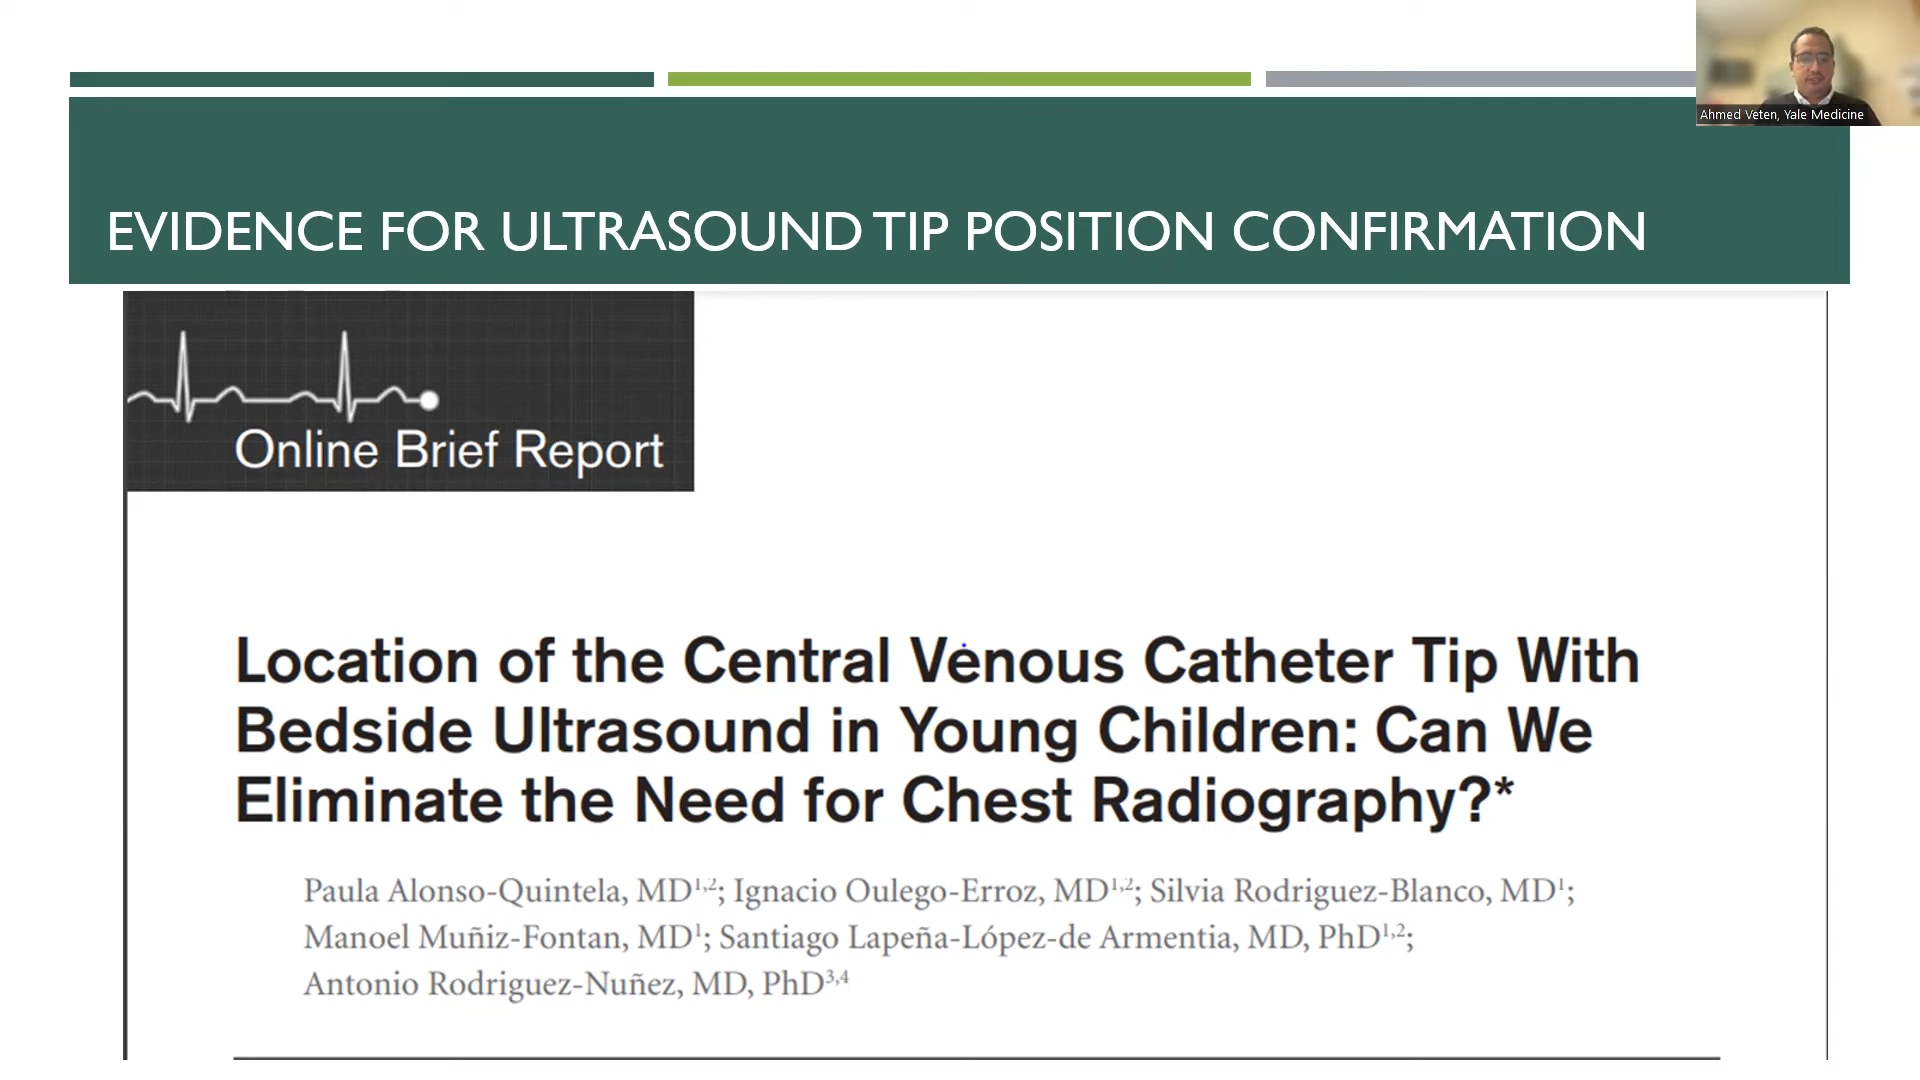 Ahmed Veten, Yale Medicine
EVIDENCE FOR ULTRASOUND TIP POSITION CONFIRMATION
Online Brief Report
Location of the Central Venous Catheter Tip With
Bedside Ultrasound in Young Children: Can We
Eliminate the Need for Chest Radiography?*
Paula Alonso-Quintela, MD1,2; Ignacio Oulego-Erroz, MD1,2; Silvia Rodriguez-Blanco, MD1;
Manoel Muñiz-Fontan, MD1; Santiago Lapeña-López-de Armentia, MD, PhD1,2;
Antonio Rodriguez-Nuñez, MD, PhD3,4